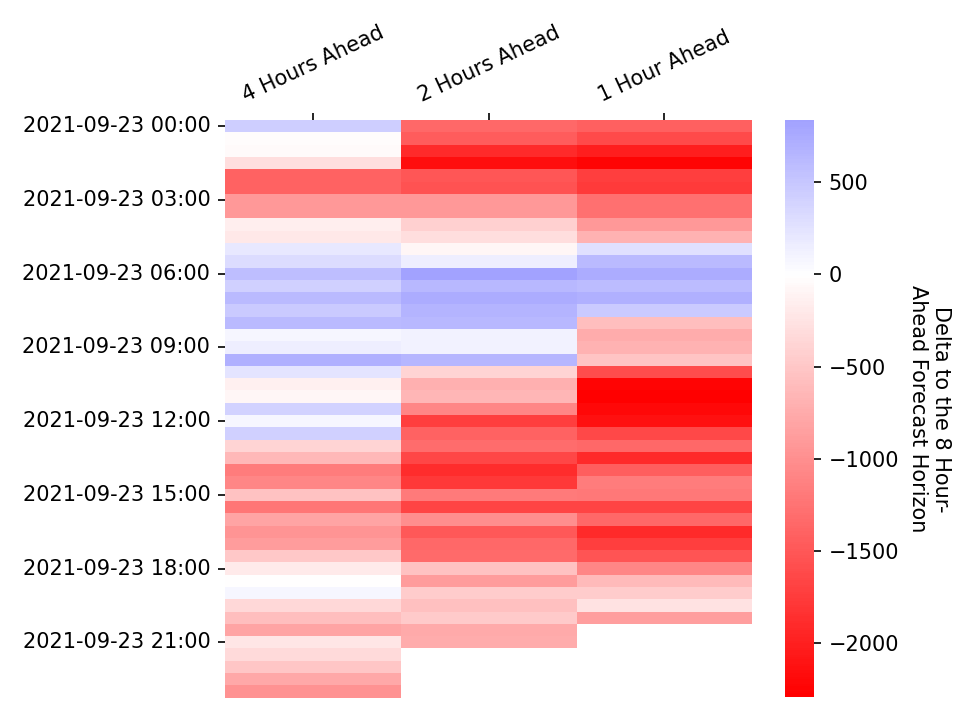 4 Hours Ahead
2 Hours Ahead
1 Hour Ahead
2021-09-23 00:00
2021-09-23 03:00
2021-09-23 06:00
2021-09-23 09:00
2021-09-23 12:00
2021-09-23 15:00
2021-09-23 18:00
2021-09-23 21:00
500
0
−500
−1000
−1500
−2000
Delta to the 8 Hour-
Ahead Forecast Horizon